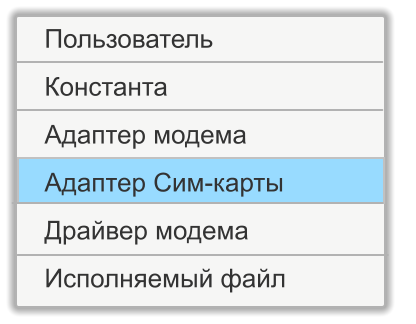 Пользователь
Константа
Адаптер модема
Адаптер Сим-карты
Драйвер модема
Исполняемый файл